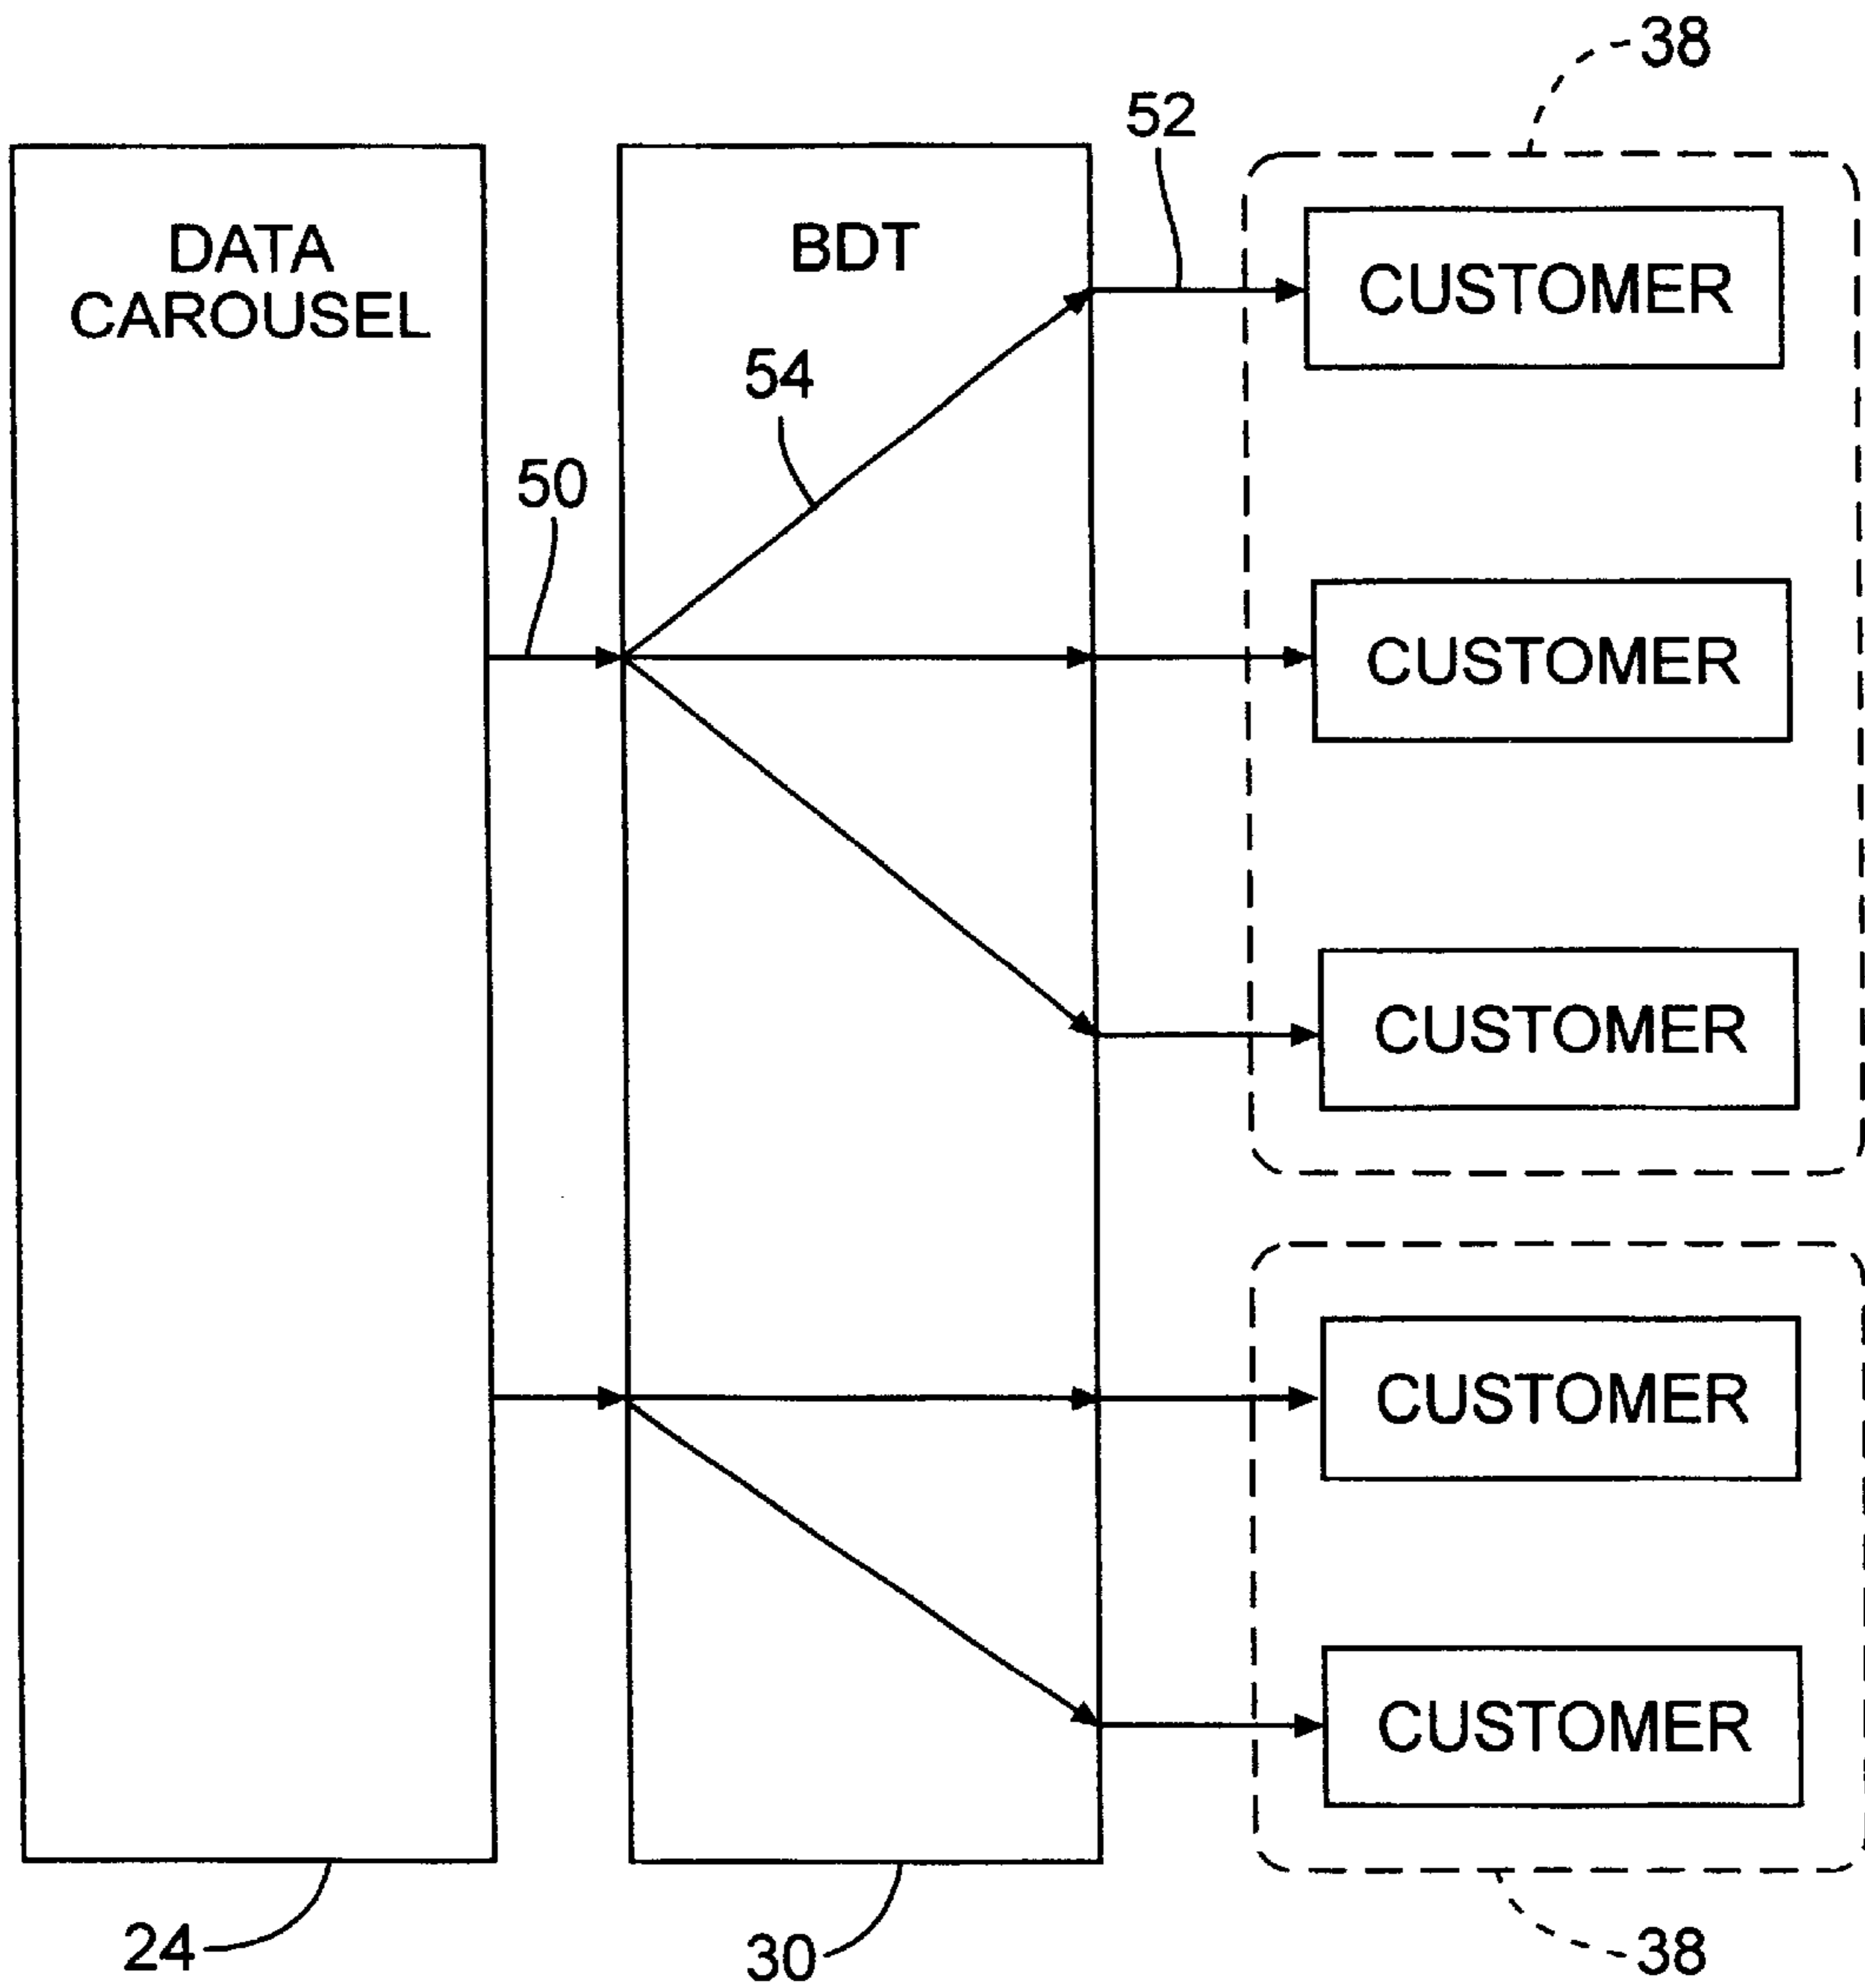 38
52
DATA
CAROUSEL
BDT
CUSTOMER
54
50
CUSTOMER
CUSTOMER
CUSTOMER
CUSTOMER
24
30
38